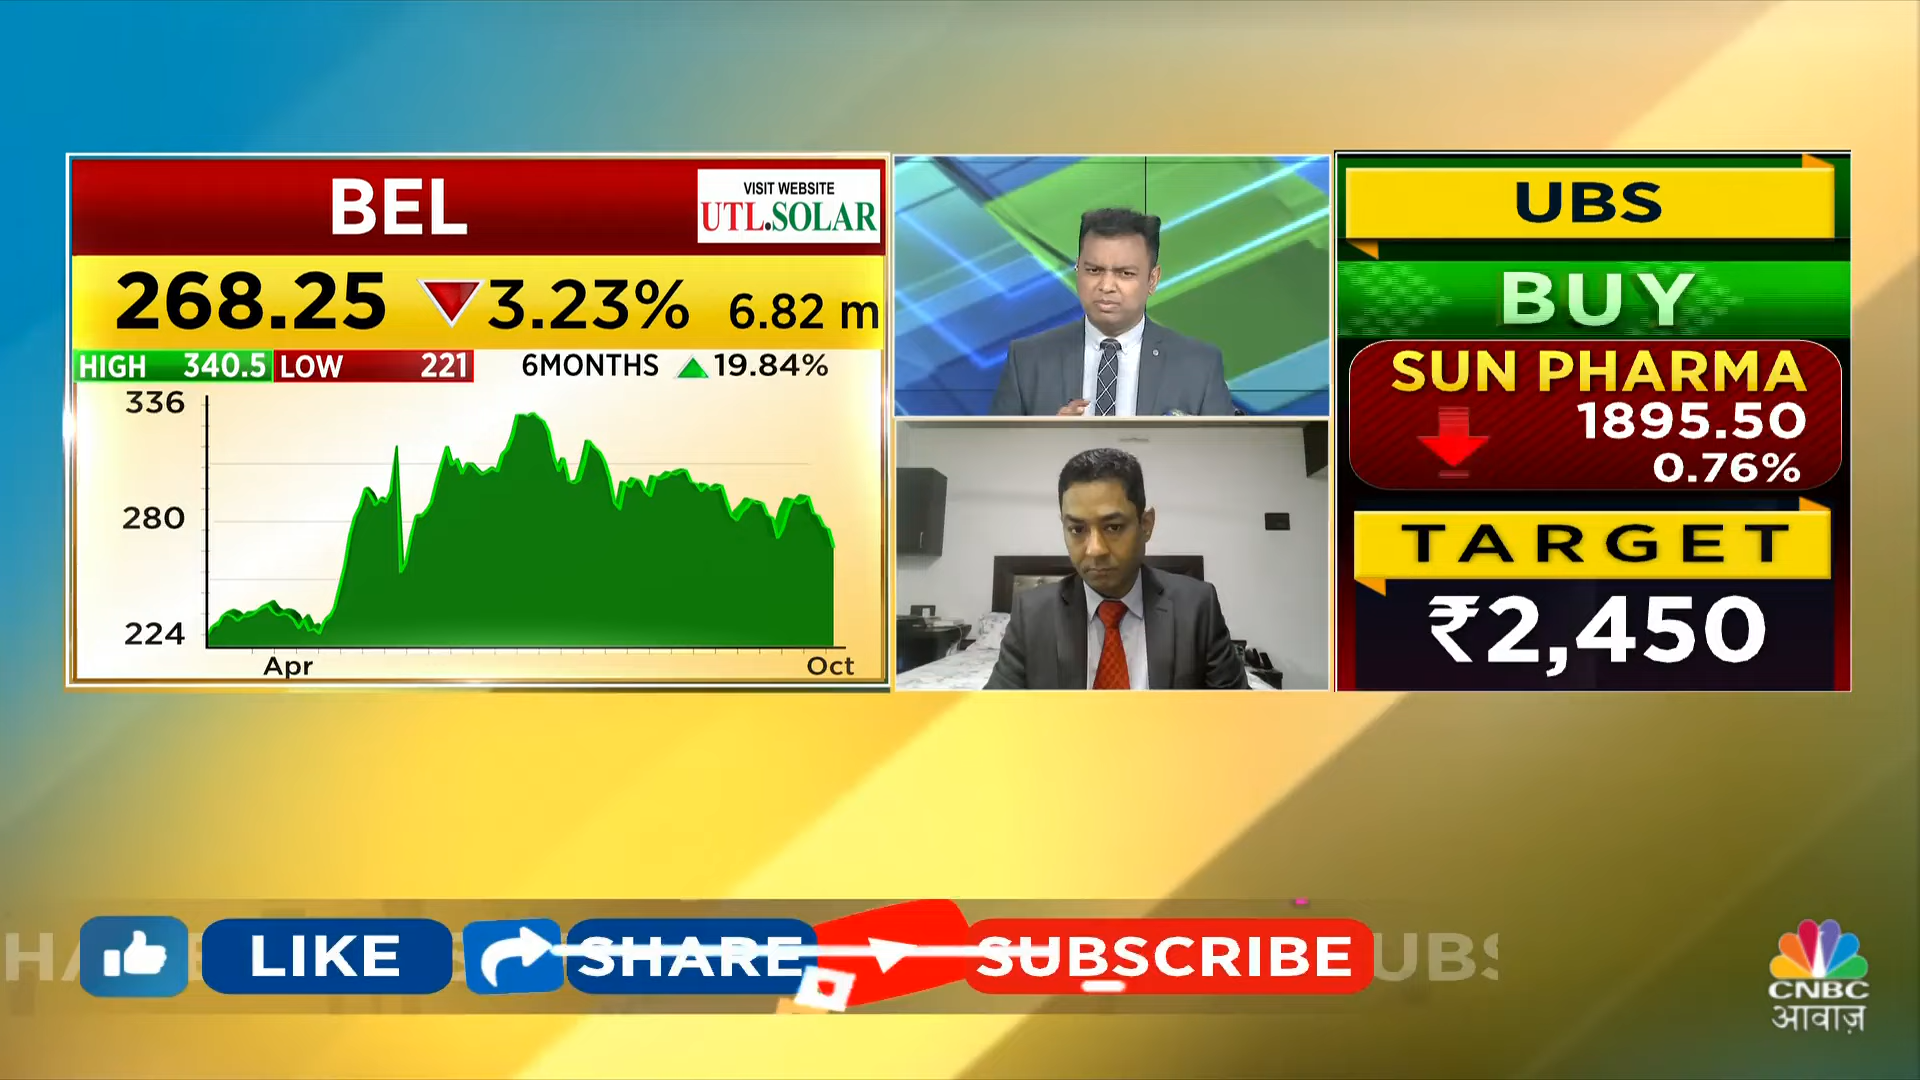 BEL
VISIT WEBSITE
UTL.SOLAR
268.25 3.23% 6.82 m
HIGH 340.5 LOW 221 6MONTHS 19.84%
336
280
224
Apr Oct
UBS
BUY
SUN PHARMA
1895.50
0.76%
TARGET
₹2,450
LIKE SHARE SUBSCRIBE
CNBC
आवाज़